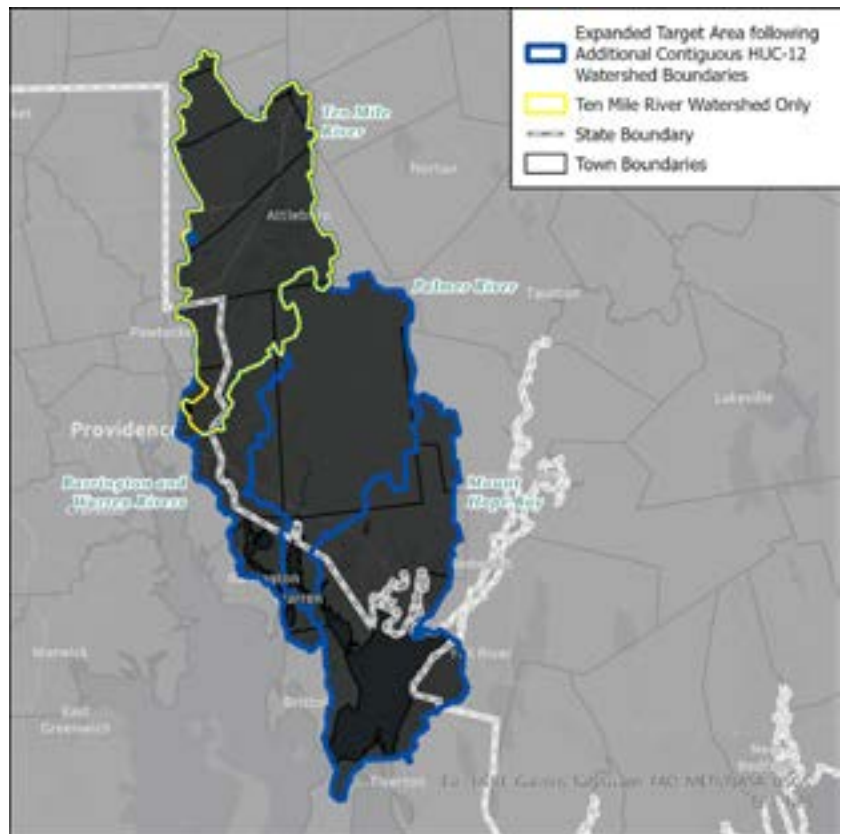 Expanded Target Area following
Additional Contiguous HUC-12
Watershed Boundaries
Ten Mile River Watershed Only
State Boundary
Town Boundaries
Ten Mile
River
Norton
Attleboro
Palmer River
Taunton
Pawtucket
Lakeville
Providence
Barrington and
Warren Rivers
Mount
Hope Bay
Warwick
River
East
Greenwich
Tiverton